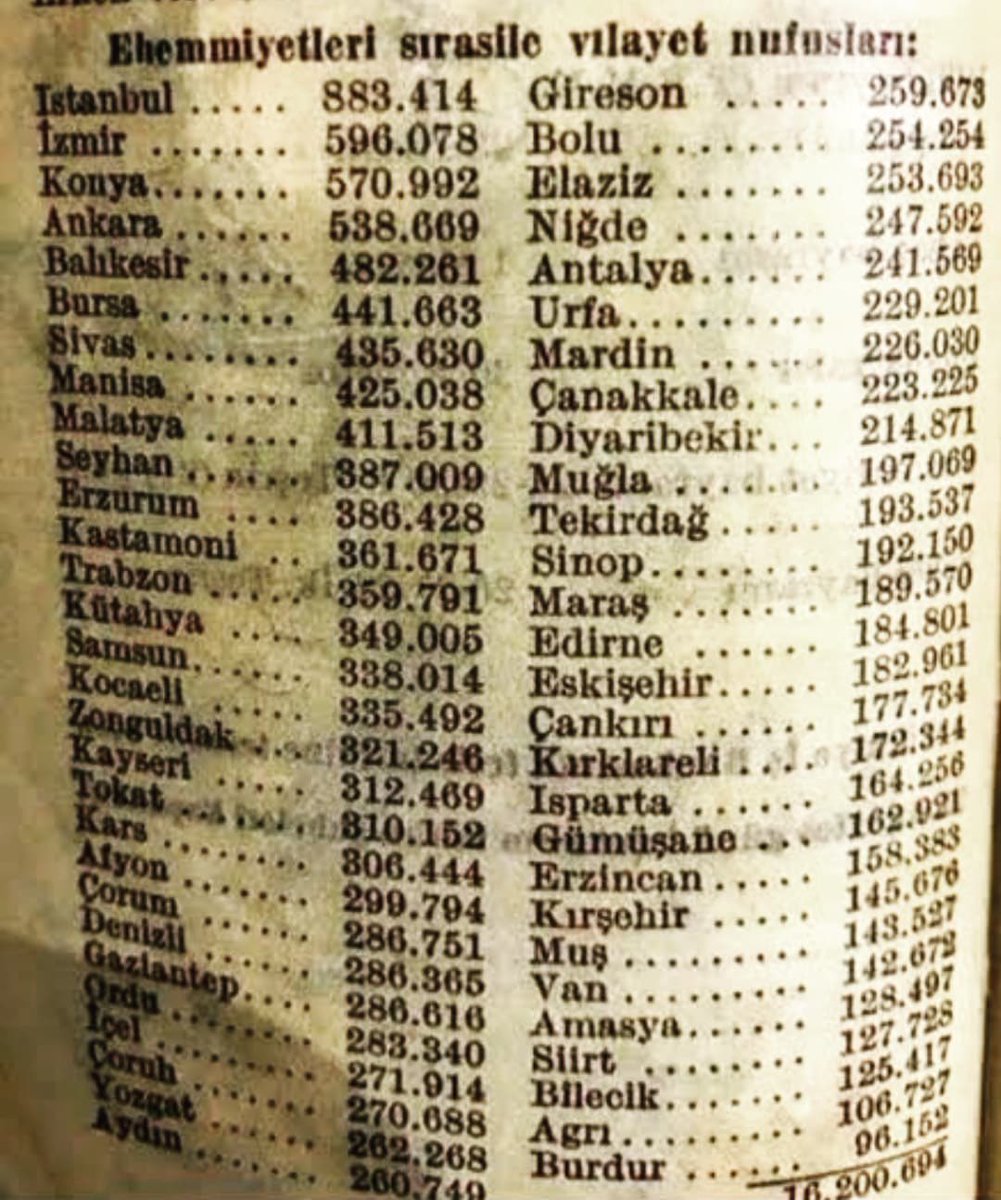 Ehemmiyetleri sırasile vilayet nufusları:
Istanbul ..... 883.414
İzmir ....... 596.078
Konya....... 570.992
Ankara ...... 538.669
Balıkesir ..... 482.261
Bursa ....... 441.663
Sivas........ 435.630
Manisa ...... 425.038
Malatya ..... 411.513
Seyhan ...... 387.009
Erzurum .... 386.428
Kastamoni .. 361.671
Trabzon .... 359.791
Kütahya .... 349.005
Samsun..... 338.014
Kocaeli ..... 335.492
Zonguldak ... 321.246
Kayseri ..... 312.469
Tokat ...... 310.152
Kars ........ 306.444
Afyon ...... 299.794
Çorum ...... 286.751
Denizli ...... 286.365
Gaziantep.... 286.616
Ordu ....... 283.340
İçel ........ 271.914
Çoruh ...... 270.688
Yozgat ...... 262.268
Aydın ...... 260.749
Gireson ..... 259.673
Bolu ........ 254.254
Elaziz ....... 253.693
Niğde ....... 247.592
Antalya...... 241.569
Urfa......... 229.201
Mardin ...... 226.030
Çanakkale.... 223.225
Diyaribekir... 214.871
Muğla ....... 197.069
Tekirdağ ..... 193.537
Sinop........ 192.150
Maraş ....... 189.570
Edirne ...... 184.801
Eskişehir..... 182.961
Çankırı ...... 177.734
Kırklareli .... 172.344
Isparta ...... 164.256
Gümüşane ... 162.921
Erzincan ..... 158.383
Kırşehir ..... 145.676
Muş ......... 143.527
Van ......... 142.672
Amasya...... 128.497
Siirt ........ 127.728
Bilecik....... 125.417
Agrı......... 106.727
Burdur ...... 96.152
16.200.694